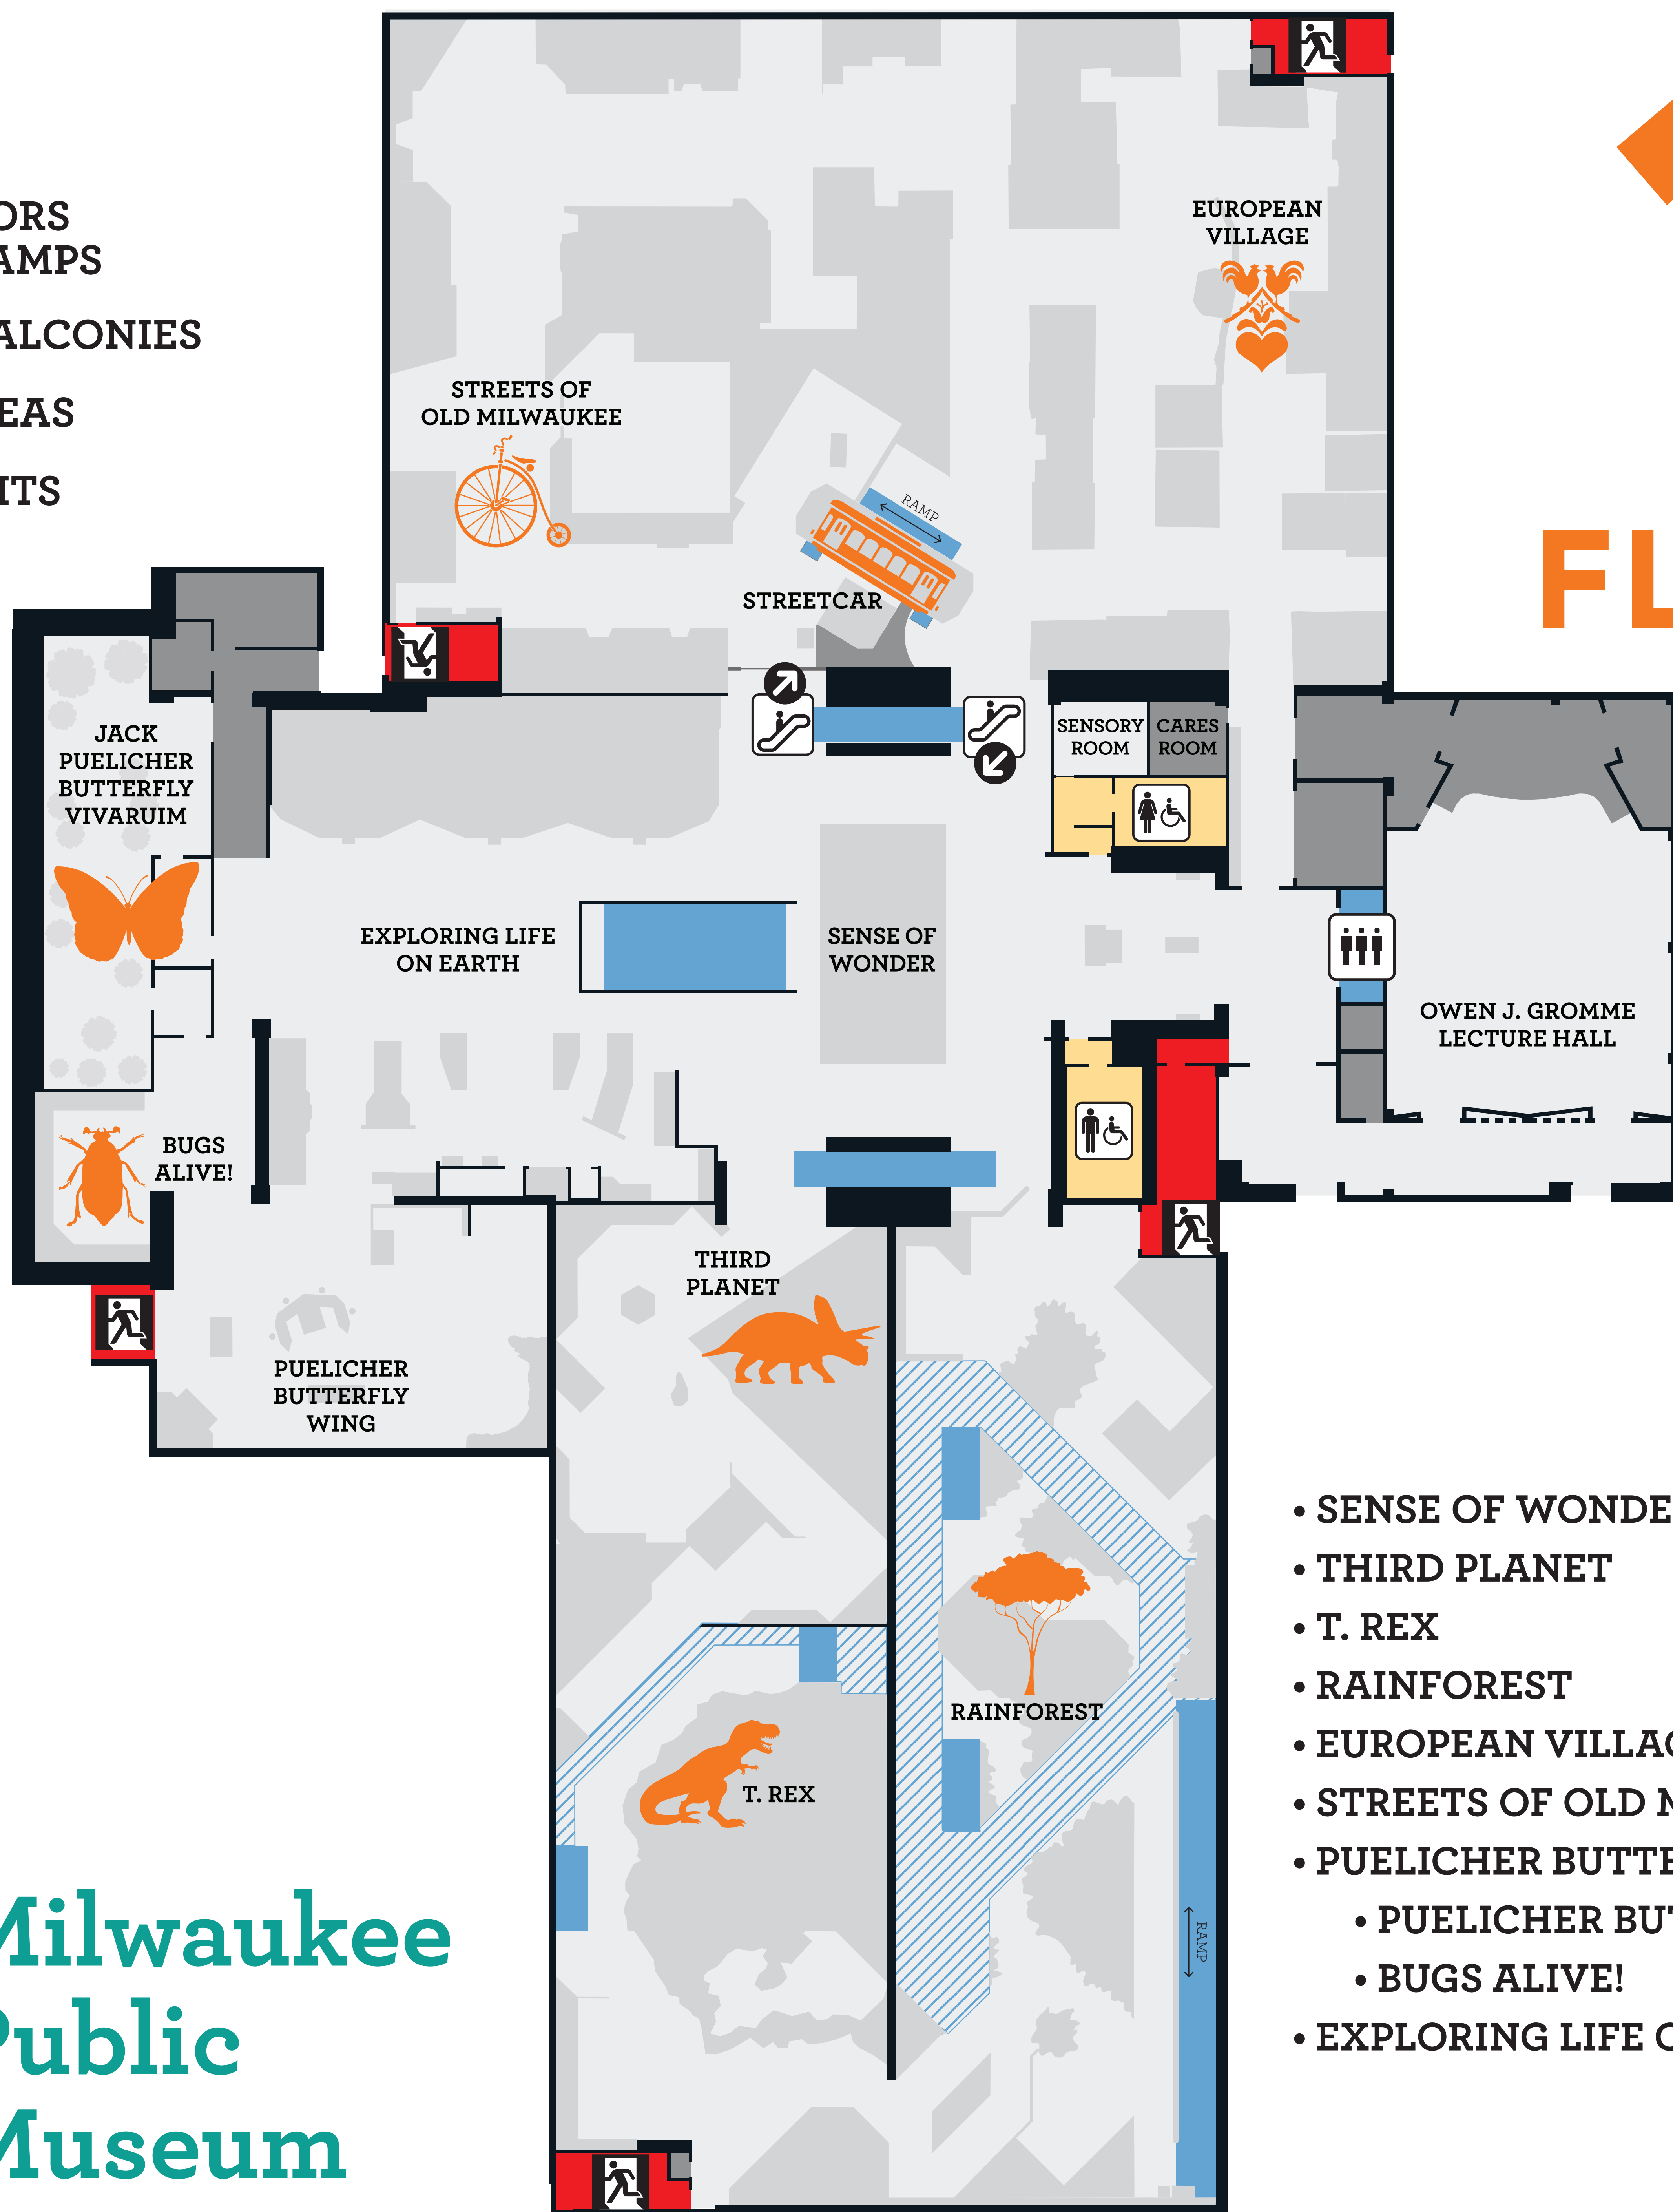 ORS
AMPS
ALCONIES
EAS
ITS
FL
EUROPEAN
VILLAGE
STREETS OF
OLD MILWAUKEE
RAMP
STREETCAR
JACK
PUELICHER
BUTTERFLY
VIVARUIM
SENSORY
ROOM
CARES
ROOM
EXPLORING LIFE
ON EARTH
SENSE OF
WONDER
OWEN J. GROMME
LECTURE HALL
BUGS
ALIVE!
THIRD
PLANET
PUELICHER
BUTTERFLY
WING
RAINFOREST
T. REX
RAMP
• SENSE OF WONDE
• THIRD PLANET
• T. REX
• RAINFOREST
• EUROPEAN VILLAG
• STREETS OF OLD M
• PUELICHER BUTTE
• PUELICHER BUT
• BUGS ALIVE!
• EXPLORING LIFE O
Milwaukee
Public
Museum